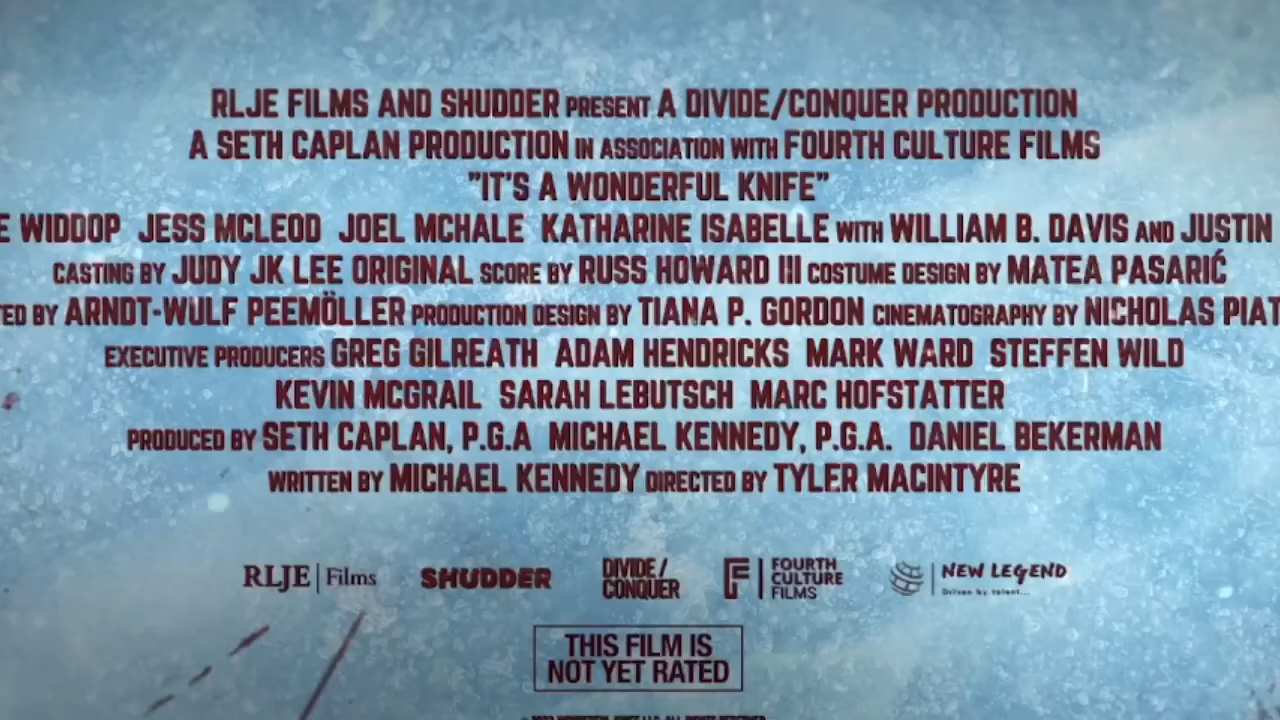 RLJE FILMS AND SHUDDER PRESENT A DIVIDE/CONQUER PRODUCTION
A SETH CAPLAN PRODUCTION IN ASSOCIATION WITH FOURTH CULTURE FILMS
"IT'S A WONDERFUL KNIFE"
E WIDDOP JESS MCLEOD JOEL MCHALE KATHARINE ISABELLE WITH WILLIAM B. DAVIS AND JUSTIN
CASTING BY JUDY JK LEE ORIGINAL SCORE BY RUSS HOWARD III COSTUME DESIGN BY MATEA PASARIĆ
TED BY ARNDT-WULF PEEMÖLLER PRODUCTION DESIGN BY TIANA P. GORDON CINEMATOGRAPHY BY NICHOLAS PIAT
EXECUTIVE PRODUCERS GREG GILREATH ADAM HENDRICKS MARK WARD STEFFEN WILD
KEVIN MCGRAIL SARAH LEBUTSCH MARC HOFSTATTER
PRODUCED BY SETH CAPLAN, P.G.A MICHAEL KENNEDY, P.G.A. DANIEL BEKERMAN
WRITTEN BY MICHAEL KENNEDY DIRECTED BY TYLER MACINTYRE
RLJE Films SHUDDER DIVIDE/ CONQUER FOURTH CULTURE FILMS NEW LEGEND Driven by talent...
THIS FILM IS
NOT YET RATED